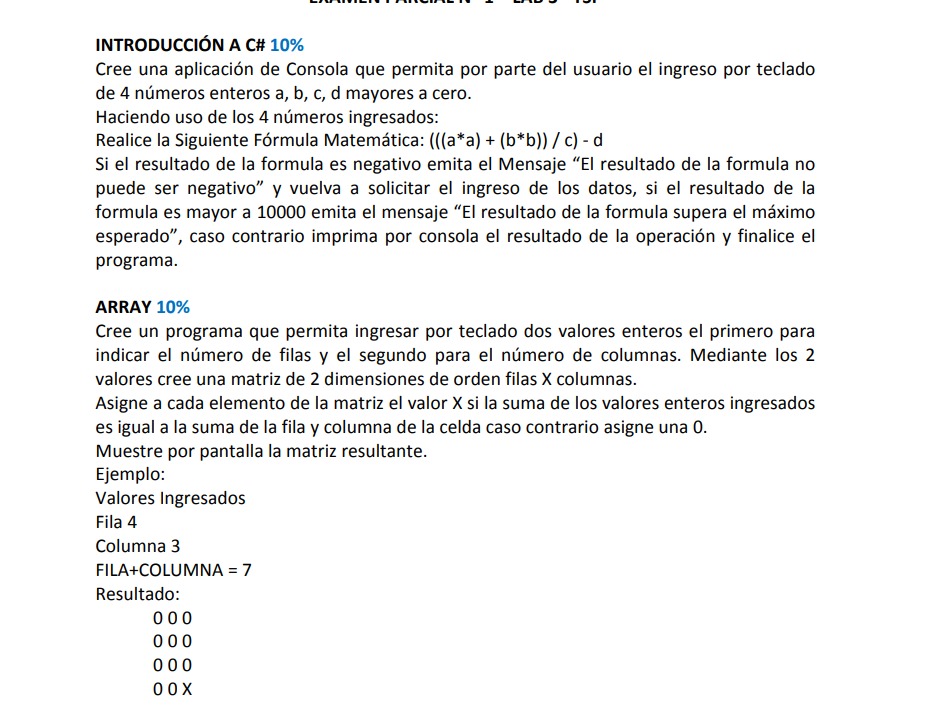 EXAMEN PARCIAL N° 1 – LAB 3 - TSP
INTRODUCCIÓN A C# 10%
Cree una aplicación de Consola que permita por parte del usuario el ingreso por teclado
de 4 números enteros a, b, c, d mayores a cero.
Haciendo uso de los 4 números ingresados:
Realice la Siguiente Fórmula Matemática: (((a*a) + (b*b)) / c) - d
Si el resultado de la formula es negativo emita el Mensaje “El resultado de la formula no
puede ser negativo” y vuelva a solicitar el ingreso de los datos, si el resultado de la
formula es mayor a 10000 emita el mensaje “El resultado de la formula supera el máximo
esperado”, caso contrario imprima por consola el resultado de la operación y finalice el
programa.
ARRAY 10%
Cree un programa que permita ingresar por teclado dos valores enteros el primero para
indicar el número de filas y el segundo para el número de columnas. Mediante los 2
valores cree una matriz de 2 dimensiones de orden filas X columnas.
Asigne a cada elemento de la matriz el valor X si la suma de los valores enteros ingresados
es igual a la suma de la fila y columna de la celda caso contrario asigne una 0.
Muestre por pantalla la matriz resultante.
Ejemplo:
Valores Ingresados
Fila 4
Columna 3
FILA+COLUMNA = 7
Resultado:
0 0 0
0 0 0
0 0 0
0 0 X